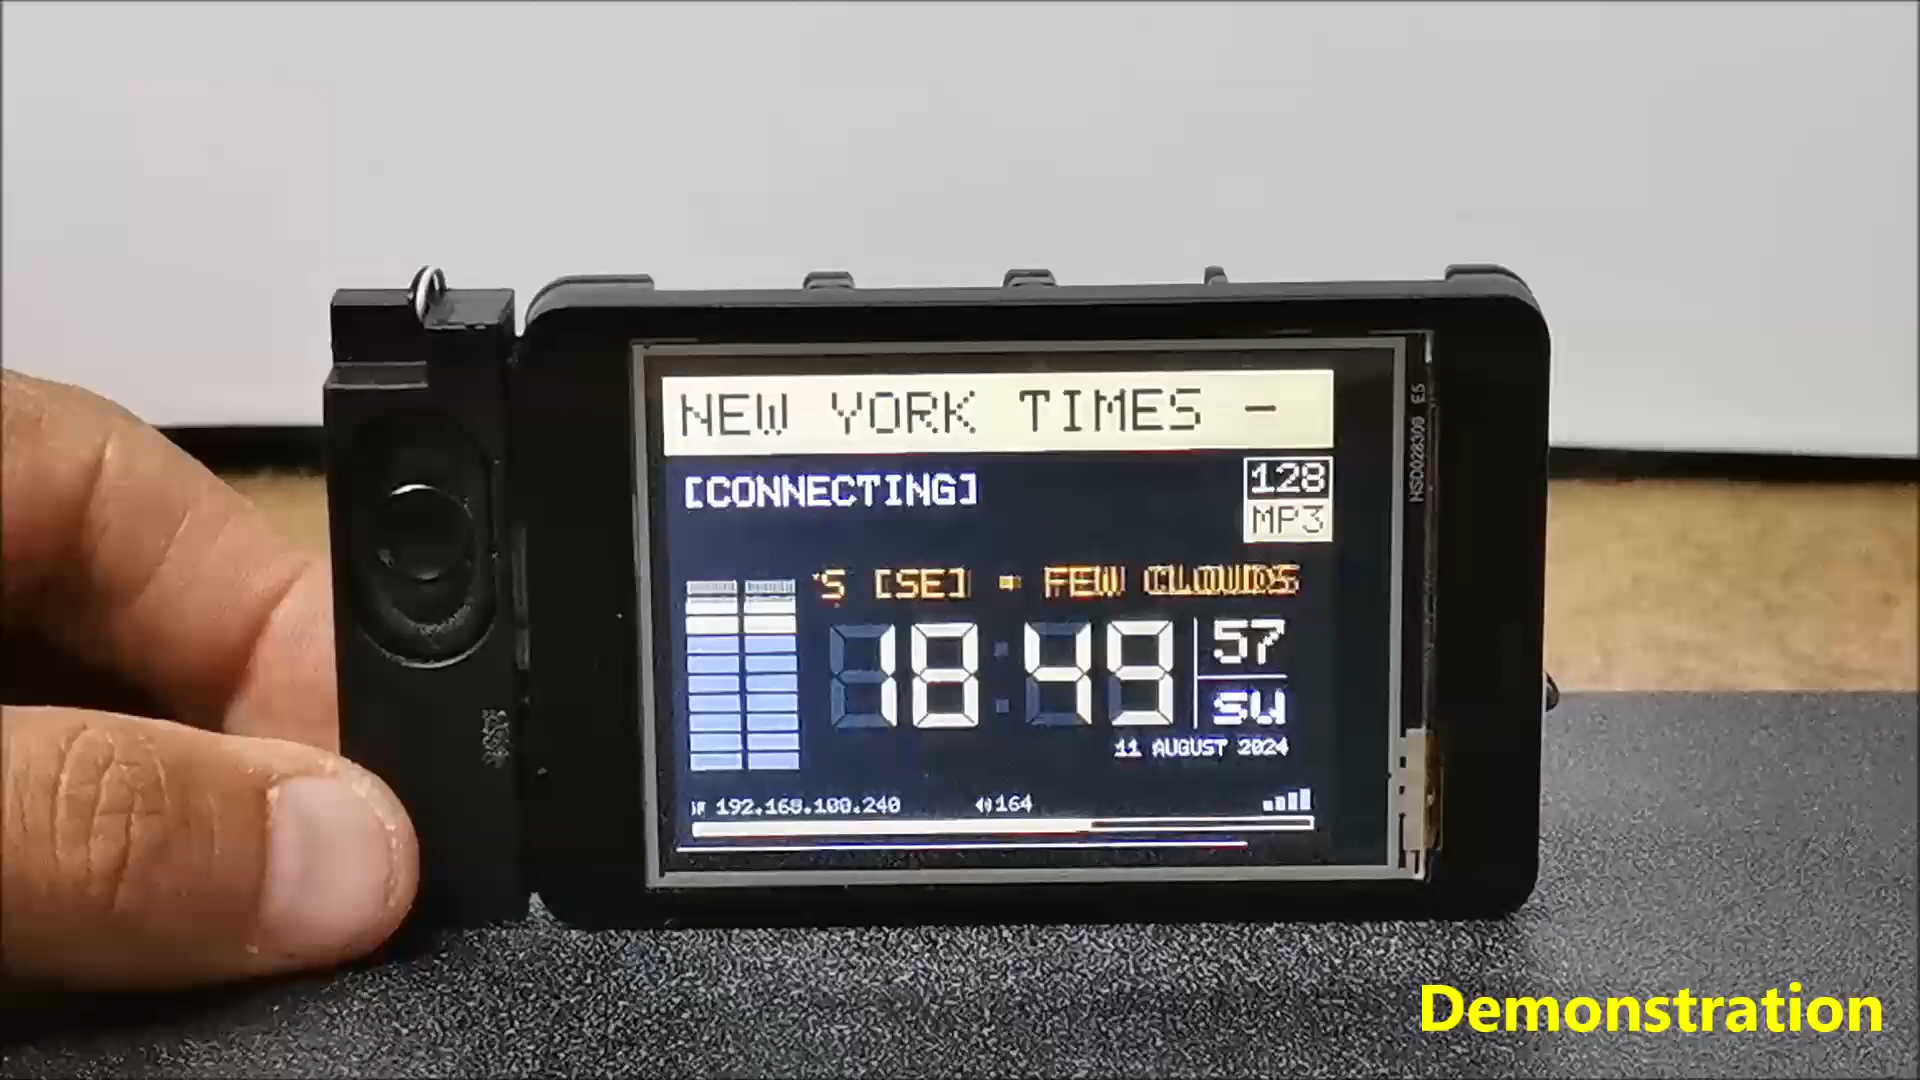 NEW YORK TIMES -
[CONNECTING]
128
MP3
S [SE] · FEW CLOUDS
18:49
57
SU
11 AUGUST 2024
192.168.100.240
164
Demonstration